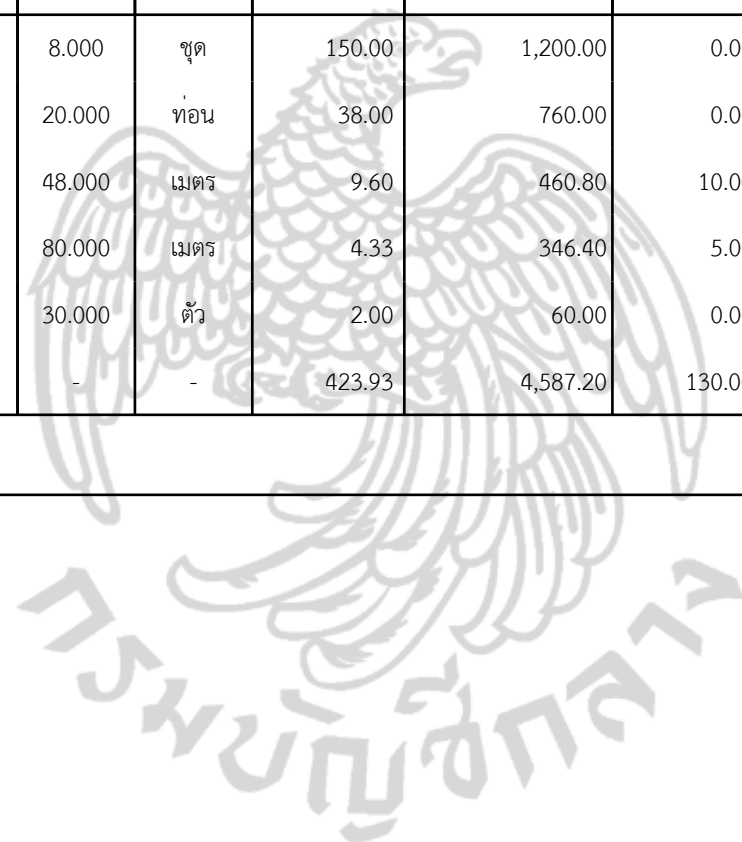 8.000 ชุด 150.00 1,200.00 0.0
20.000 ท่อน 38.00 760.00 0.0
48.000 เมตร 9.60 460.80 10.0
80.000 เมตร 4.33 346.40 5.0
30.000 ตัว 2.00 60.00 0.0
- - 423.93 4,587.20 130.0
กรมบัญชีกลาง